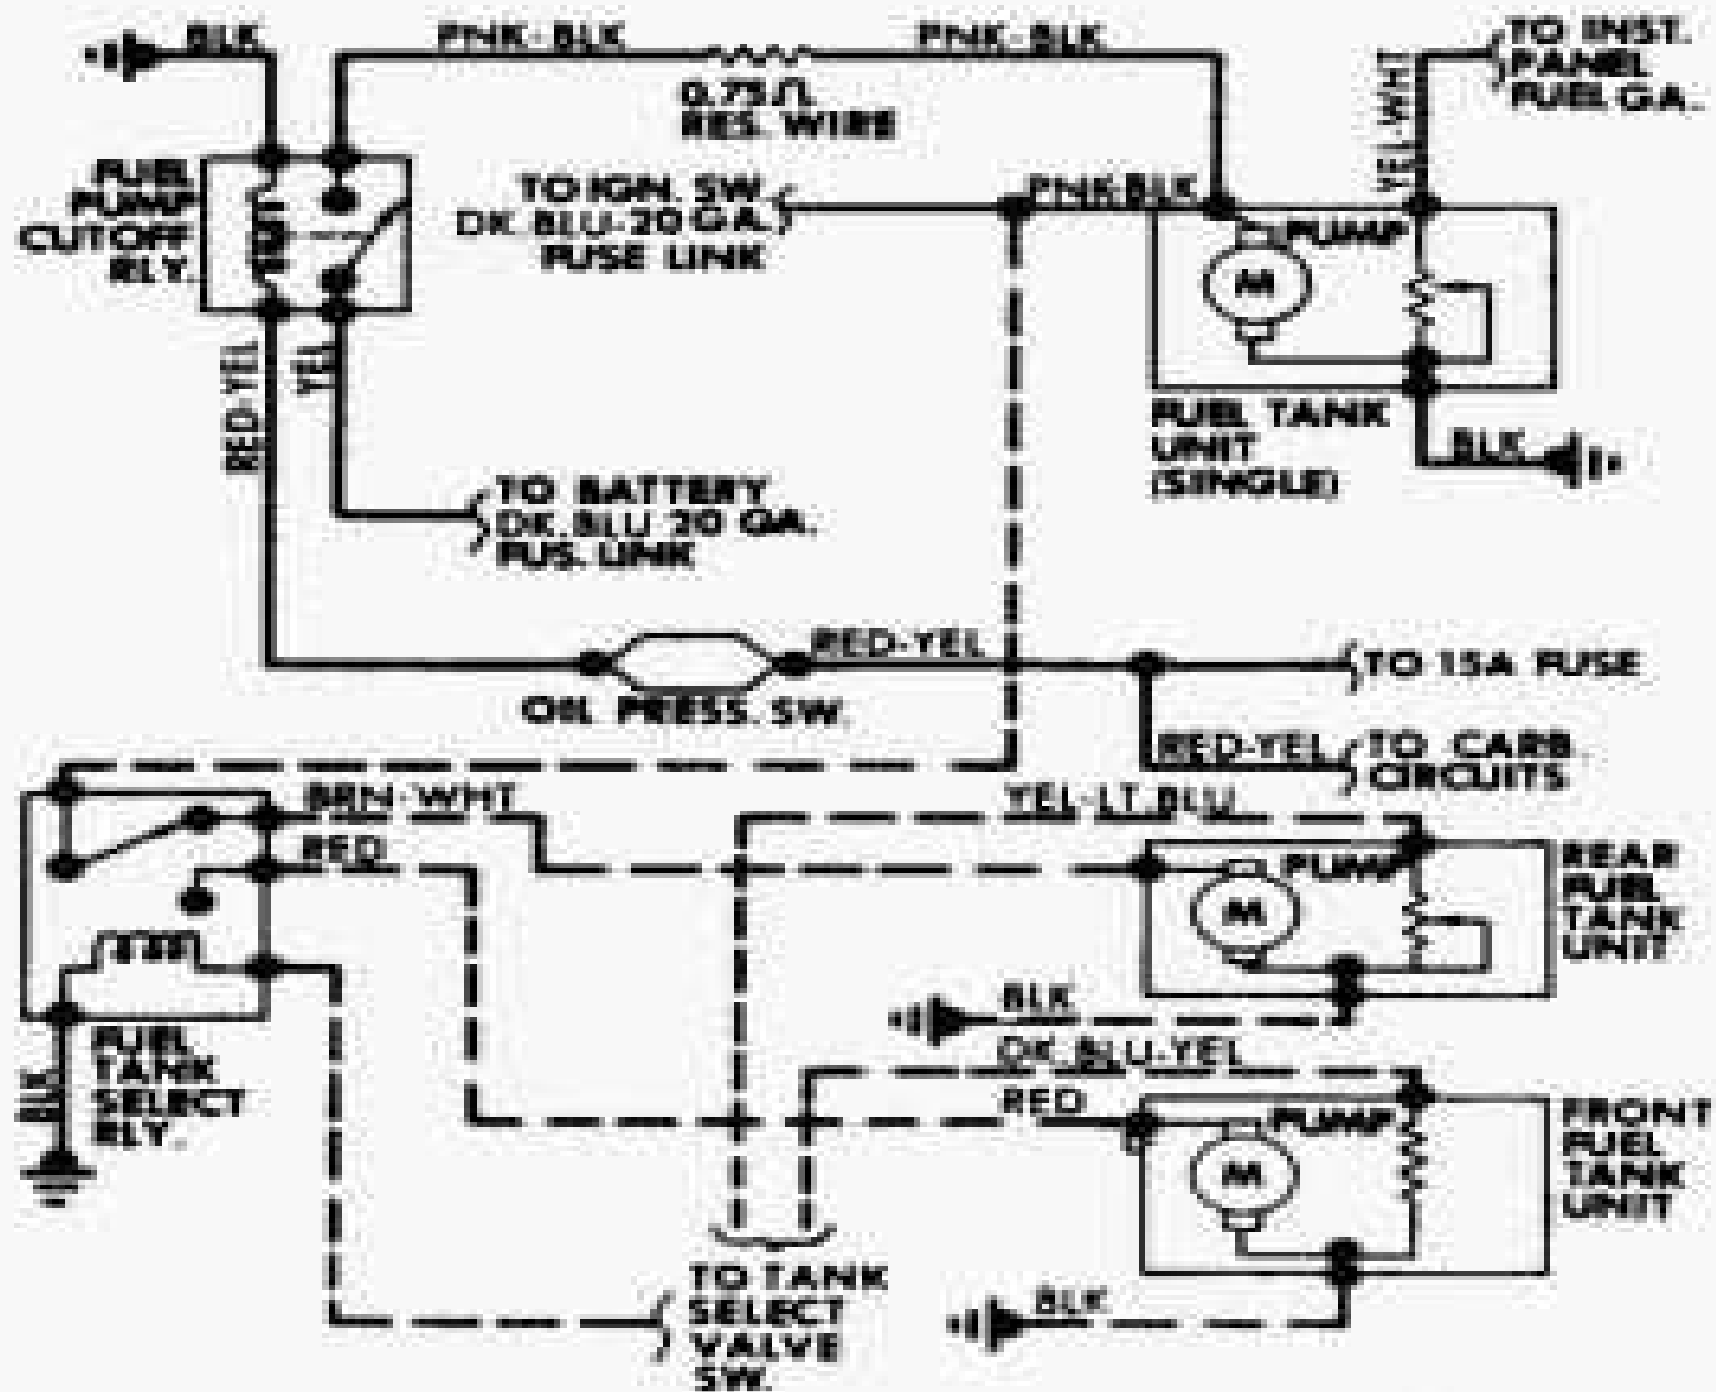 BLK
PNK-BLK
PNK-BLK
0.75Ω
RES. WIRE
YEL-WHT
TO INST.
PANEL
FUEL GA.
FUEL
PUMP
CUTOFF
RLY.
TO IGN. SW.
DK. BLU-20 GA.
FUSE LINK
PNK-BLK
PUMP
M
FUEL TANK
UNIT
(SINGLE)
BLK
RED-YEL
YEL
TO BATTERY
DK. BLU 20 GA.
FUS. LINK
OIL PRESS. SW.
RED-YEL
TO 15A FUSE
RED-YEL
TO CARB.
CIRCUITS
BRN-WHT
RED
YEL-LT BLU
PUMP
M
REAR
FUEL
TANK
UNIT
BLK
DK. BLU-YEL
RED
PUMP
M
FRONT
FUEL
TANK
UNIT
BLK
BLK
FUEL
TANK
SELECT
RLY.
TO TANK
SELECT
VALVE
SW.